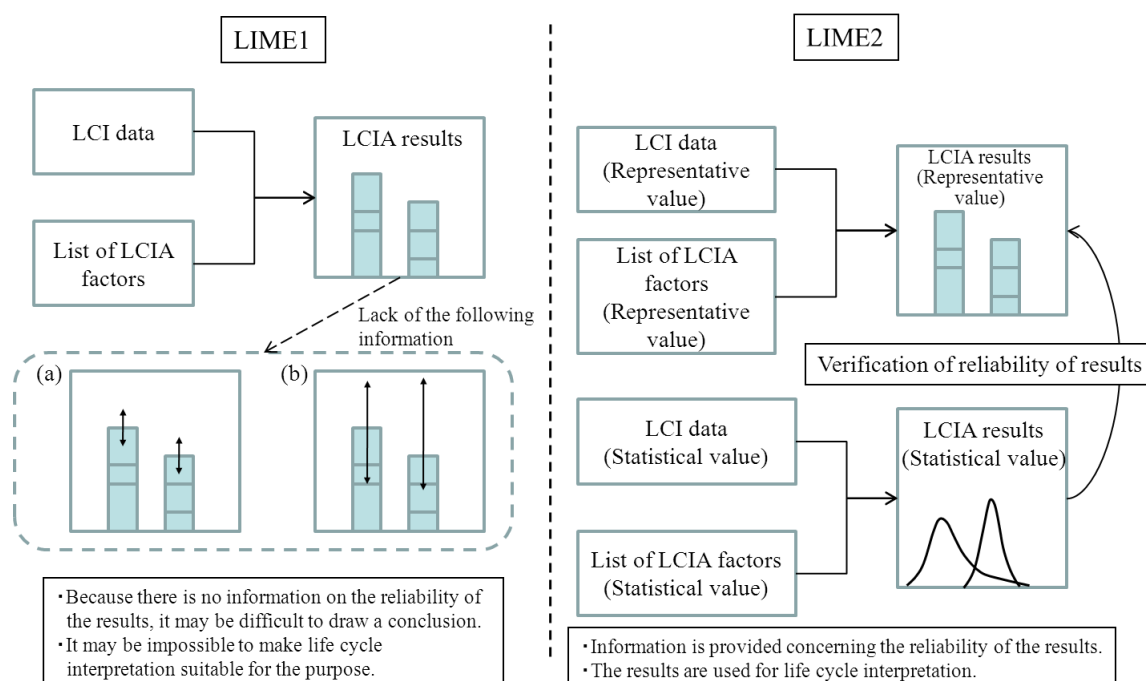 LIME1
LCI data
List of LCIA
factors
LCIA results
Lack of the following
information
(a)
(b)
・Because there is no information on the reliability of
the results, it may be difficult to draw a conclusion.
・It may be impossible to make life cycle
interpretation suitable for the purpose.
LIME2
LCI data
(Representative
value)
List of LCIA
factors
(Representative
value)
LCIA results
(Representative
value)
Verification of reliability of results
LCI data
(Statistical value)
List of LCIA factors
(Statistical value)
LCIA results
(Statistical value)
・Information is provided concerning the reliability of the results.
・The results are used for life cycle interpretation.